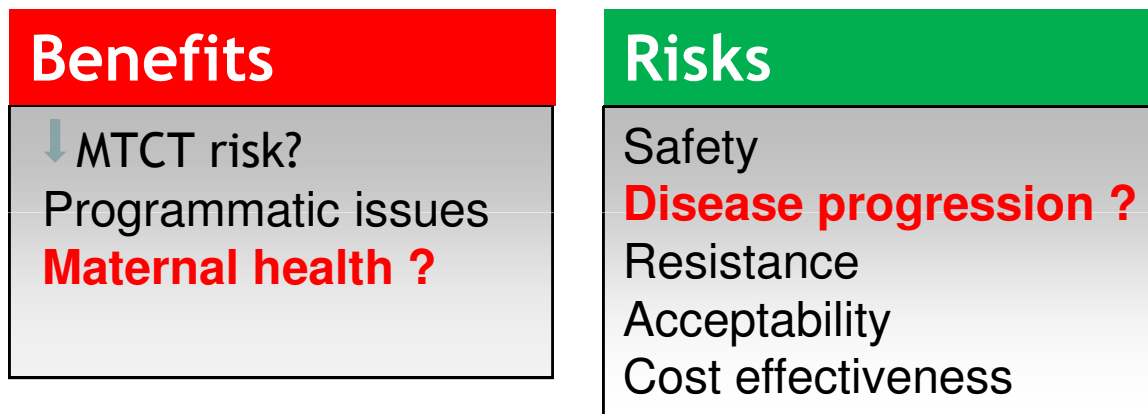 Benefits
MTCT risk?
Programmatic issues
Maternal health ?
Risks
Safety
Disease progression ?
Resistance
Acceptability
Cost effectiveness